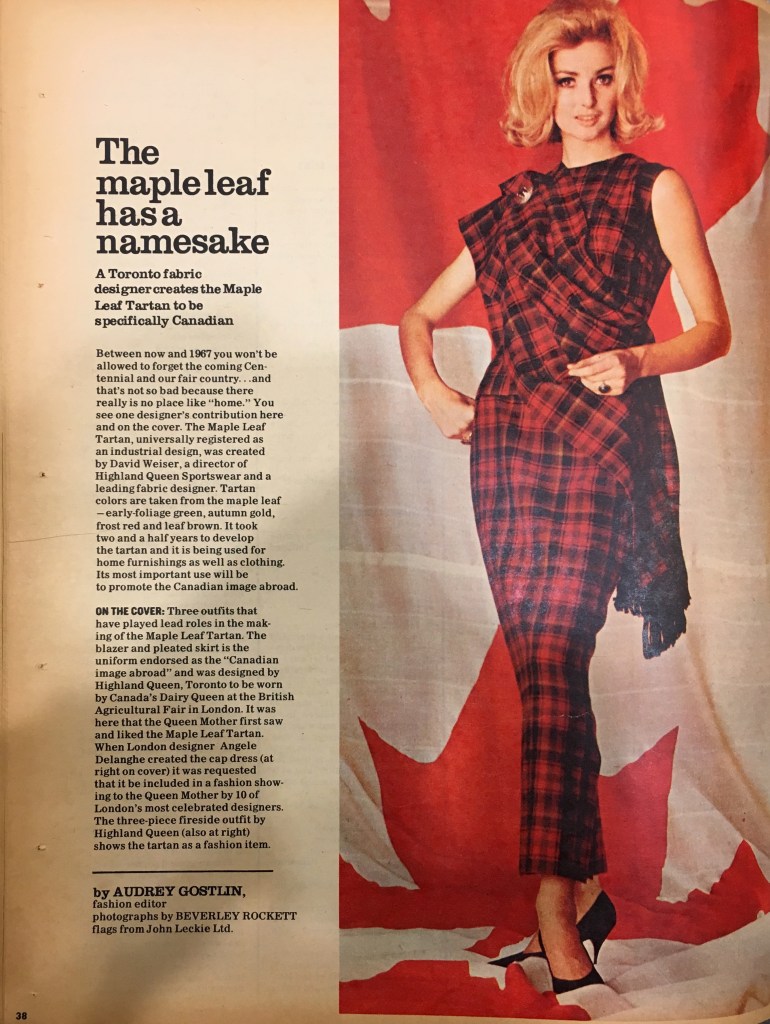 The
maple leaf
has a
namesake
A Toronto fabric
designer creates the Maple
Leaf Tartan to be
specifically Canadian
Between now and 1967 you won't be
allowed to forget the coming Cen-
tennial and our fair country...and
that's not so bad because there
really is no place like "home." You
see one designer's contribution here
and on the cover. The Maple Leaf
Tartan, universally registered as
an industrial design, was created
by David Weiser, a director of
Highland Queen Sportswear and a
leading fabric designer. Tartan
colors are taken from the maple leaf
– early-foliage green, autumn gold,
frost red and leaf brown. It took
two and a half years to develop
the tartan and it is being used for
home furnishings as well as clothing.
Its most important use will be
to promote the Canadian image abroad.
ON THE COVER: Three outfits that
have played lead roles in the mak-
ing of the Maple Leaf Tartan. The
blazer and pleated skirt is the
uniform endorsed as the "Canadian
image abroad" and was designed by
Highland Queen, Toronto to be worn
by Canada's Dairy Queen at the British
Agricultural Fair in London. It was
here that the Queen Mother first saw
and liked the Maple Leaf Tartan.
When London designer Angele
Delanghe created the cap dress (at
right on cover) it was requested
that it be included in a fashion show-
ing to the Queen Mother by 10 of
London's most celebrated designers.
The three-piece fireside outfit by
Highland Queen (also at right)
shows the tartan as a fashion item.
by AUDREY GOSTLIN,
fashion editor
photographs by BEVERLEY ROCKETT
flags from John Leckie Ltd.
38